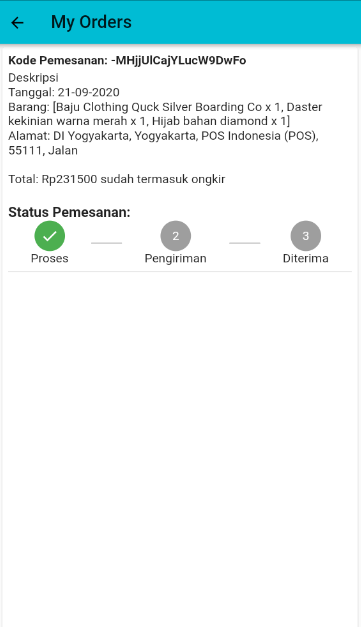 My Orders
Kode Pemesanan: -MHjjUlCajYLucW9DwFo
Deskripsi
Tanggal: 21-09-2020
Barang: [Baju Clothing Quck Silver Boarding Co x 1, Daster
kekinian warna merah x 1, Hijab bahan diamond x 1]
Alamat: DI Yogyakarta, Yogyakarta, POS Indonesia (POS),
55111, Jalan
Total: Rp231500 sudah termasuk ongkir
Status Pemesanan:
2 3
Proses Pengiriman Diterima